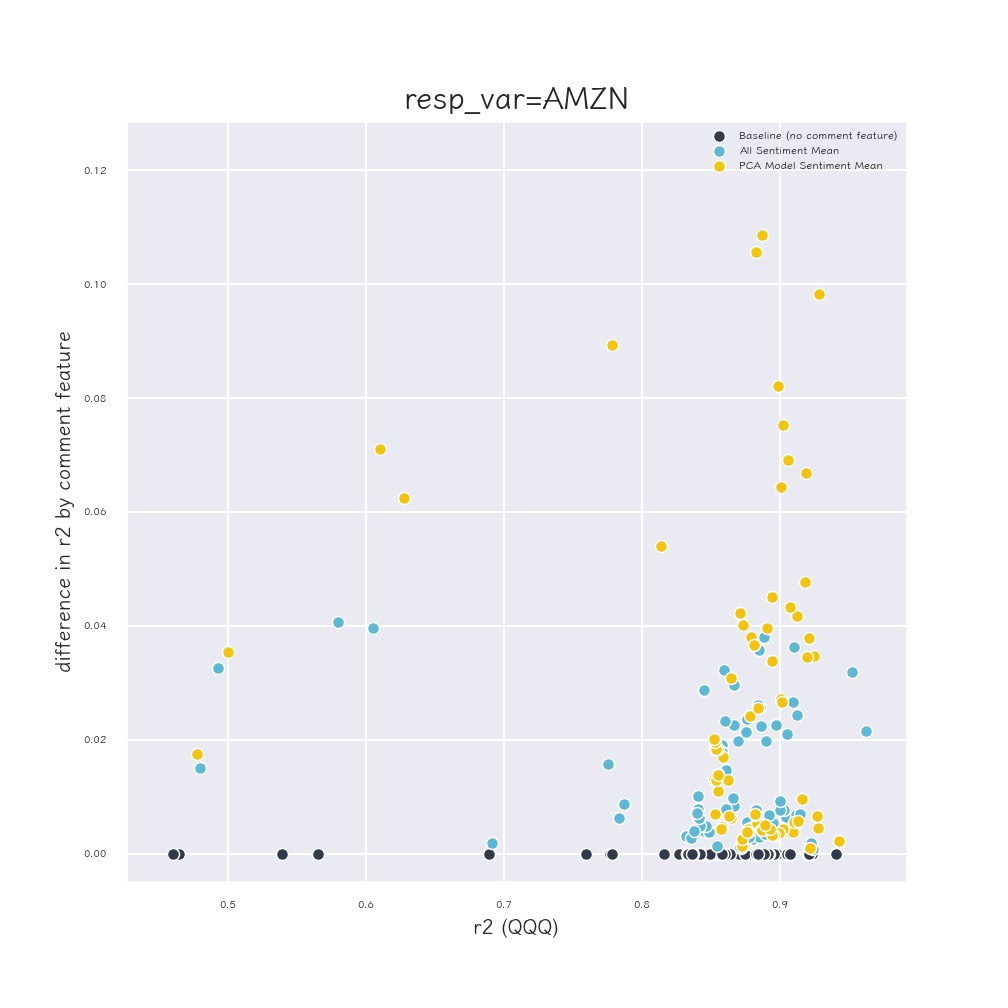 resp_var=AMZN
Baseline (no comment feature)
All Sentiment Mean
PCA Model Sentiment Mean
0.12
0.10
0.08
0.06
0.04
0.02
0.00
difference in r2 by comment feature
0.5 0.6 0.7 0.8 0.9
r2 (QQQ)